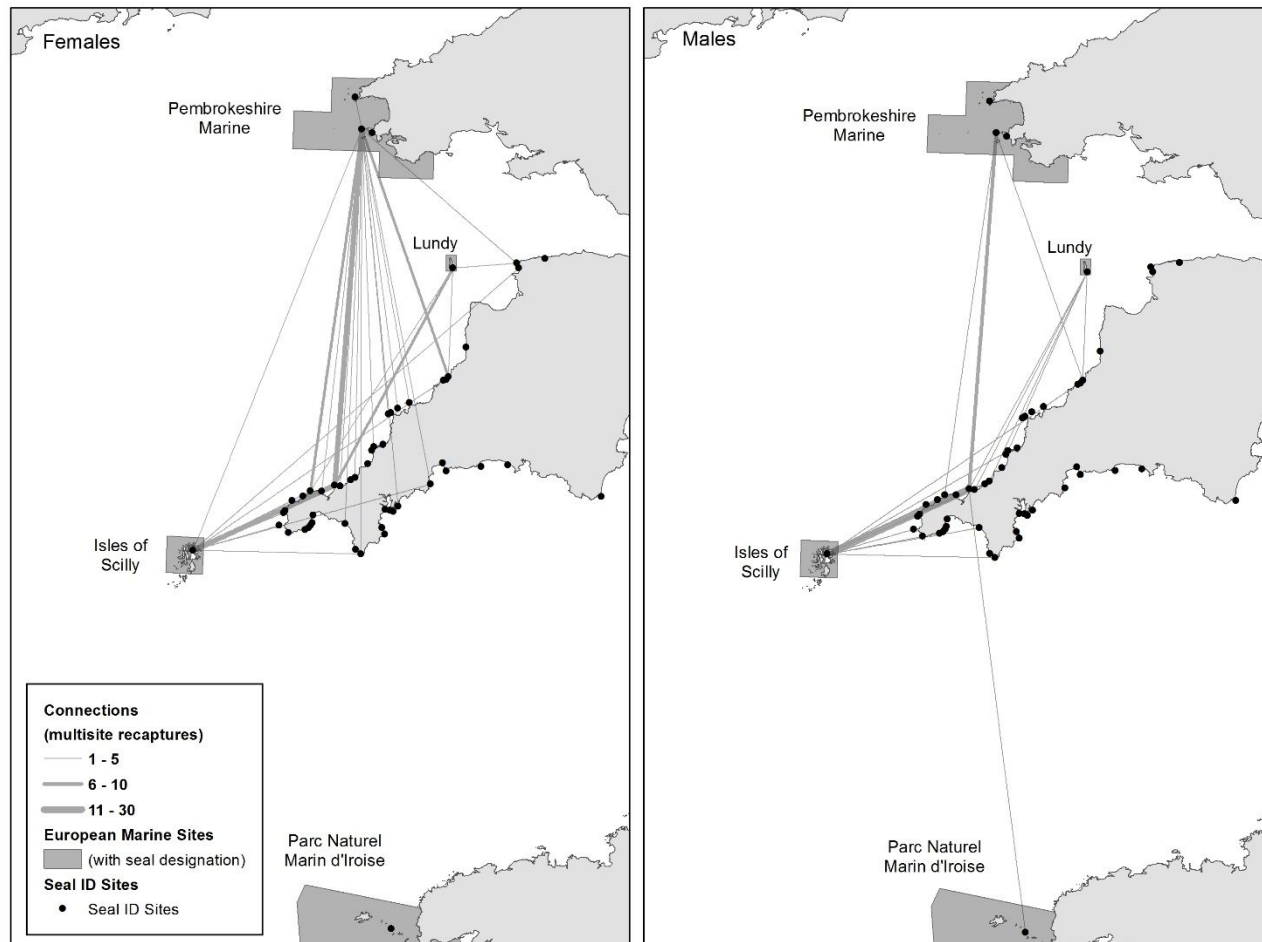 Females
Pembrokeshire
Marine
Lundy
Isles of
Scilly
Parc Naturel
Marin d'Iroise
Connections
(multisite recaptures)
1 - 5
6 - 10
11 - 30
European Marine Sites
(with seal designation)
Seal ID Sites
Seal ID Sites
Males
Pembrokeshire
Marine
Lundy
Isles of
Scilly
Parc Naturel
Marin d'Iroise